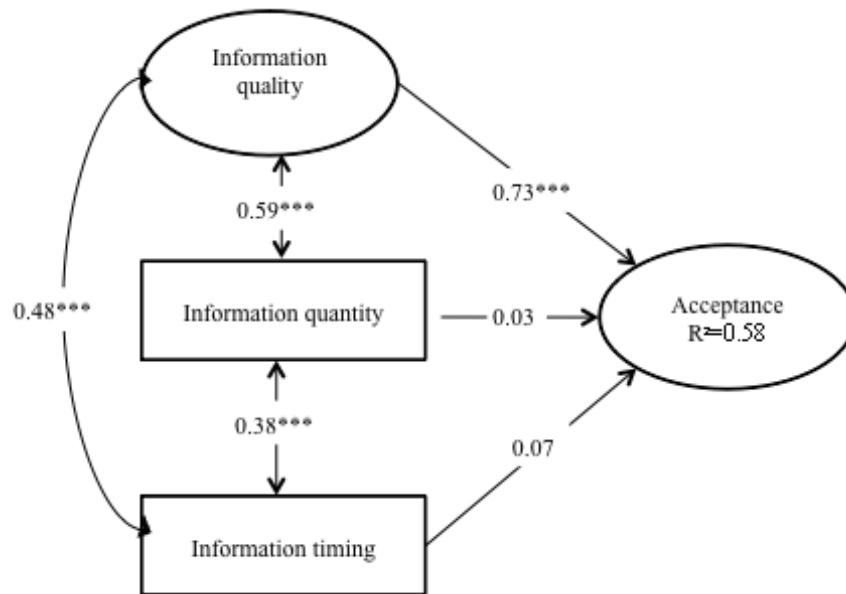 Information
quality
0.73***
0.59***
0.48***
Information quantity
0.03
Acceptance
R²=0.58
0.38***
0.07
Information timing